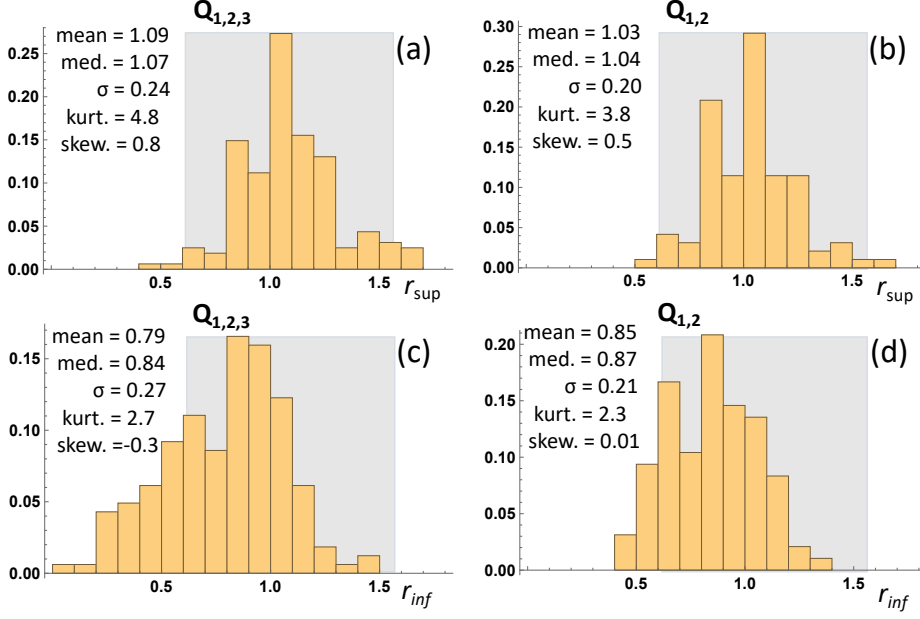 Q1,2,3
(a)
mean = 1.09
med. = 1.07
σ = 0.24
kurt. = 4.8
skew. = 0.8
0.25
0.20
0.15
0.10
0.05
0.00
0.5 1.0 1.5
rsup
Q1,2
(b)
mean = 1.03
med. = 1.04
σ = 0.20
kurt. = 3.8
skew. = 0.5
0.30
0.25
0.20
0.15
0.10
0.05
0.00
0.5 1.0 1.5
rsup
Q1,2,3
(c)
mean = 0.79
med. = 0.84
σ = 0.27
kurt. = 2.7
skew. =-0.3
0.15
0.10
0.05
0.00
0.5 1.0 1.5
rinf
Q1,2
(d)
mean = 0.85
med. = 0.87
σ = 0.21
kurt. = 2.3
skew. = 0.01
0.20
0.15
0.10
0.05
0.00
0.5 1.0 1.5
rinf